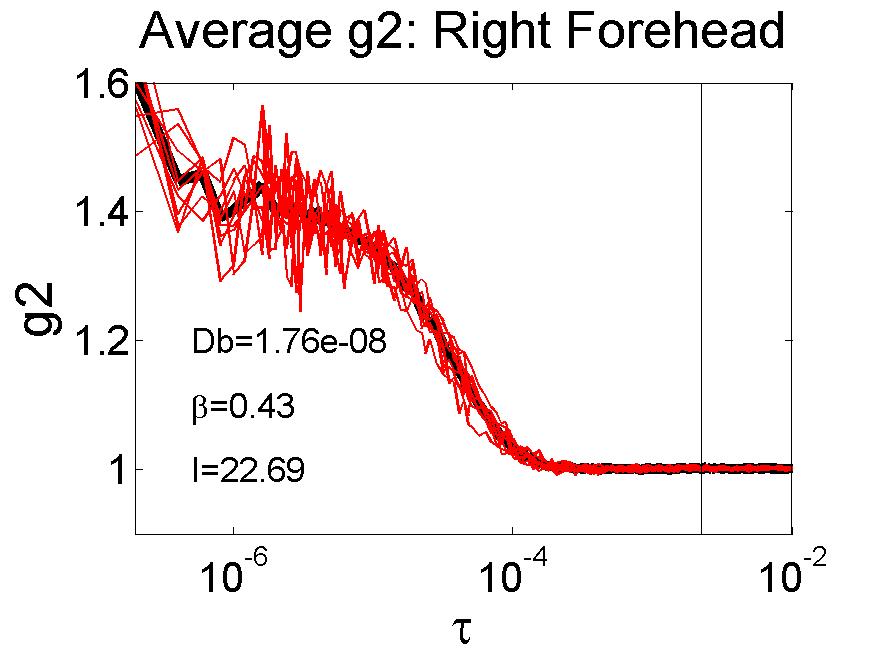 Average g2: Right Forehead
1.6
1.4
1.2
1
g2
Db=1.76e-08
β=0.43
I=22.69
10-6
10-4
10-2
τ